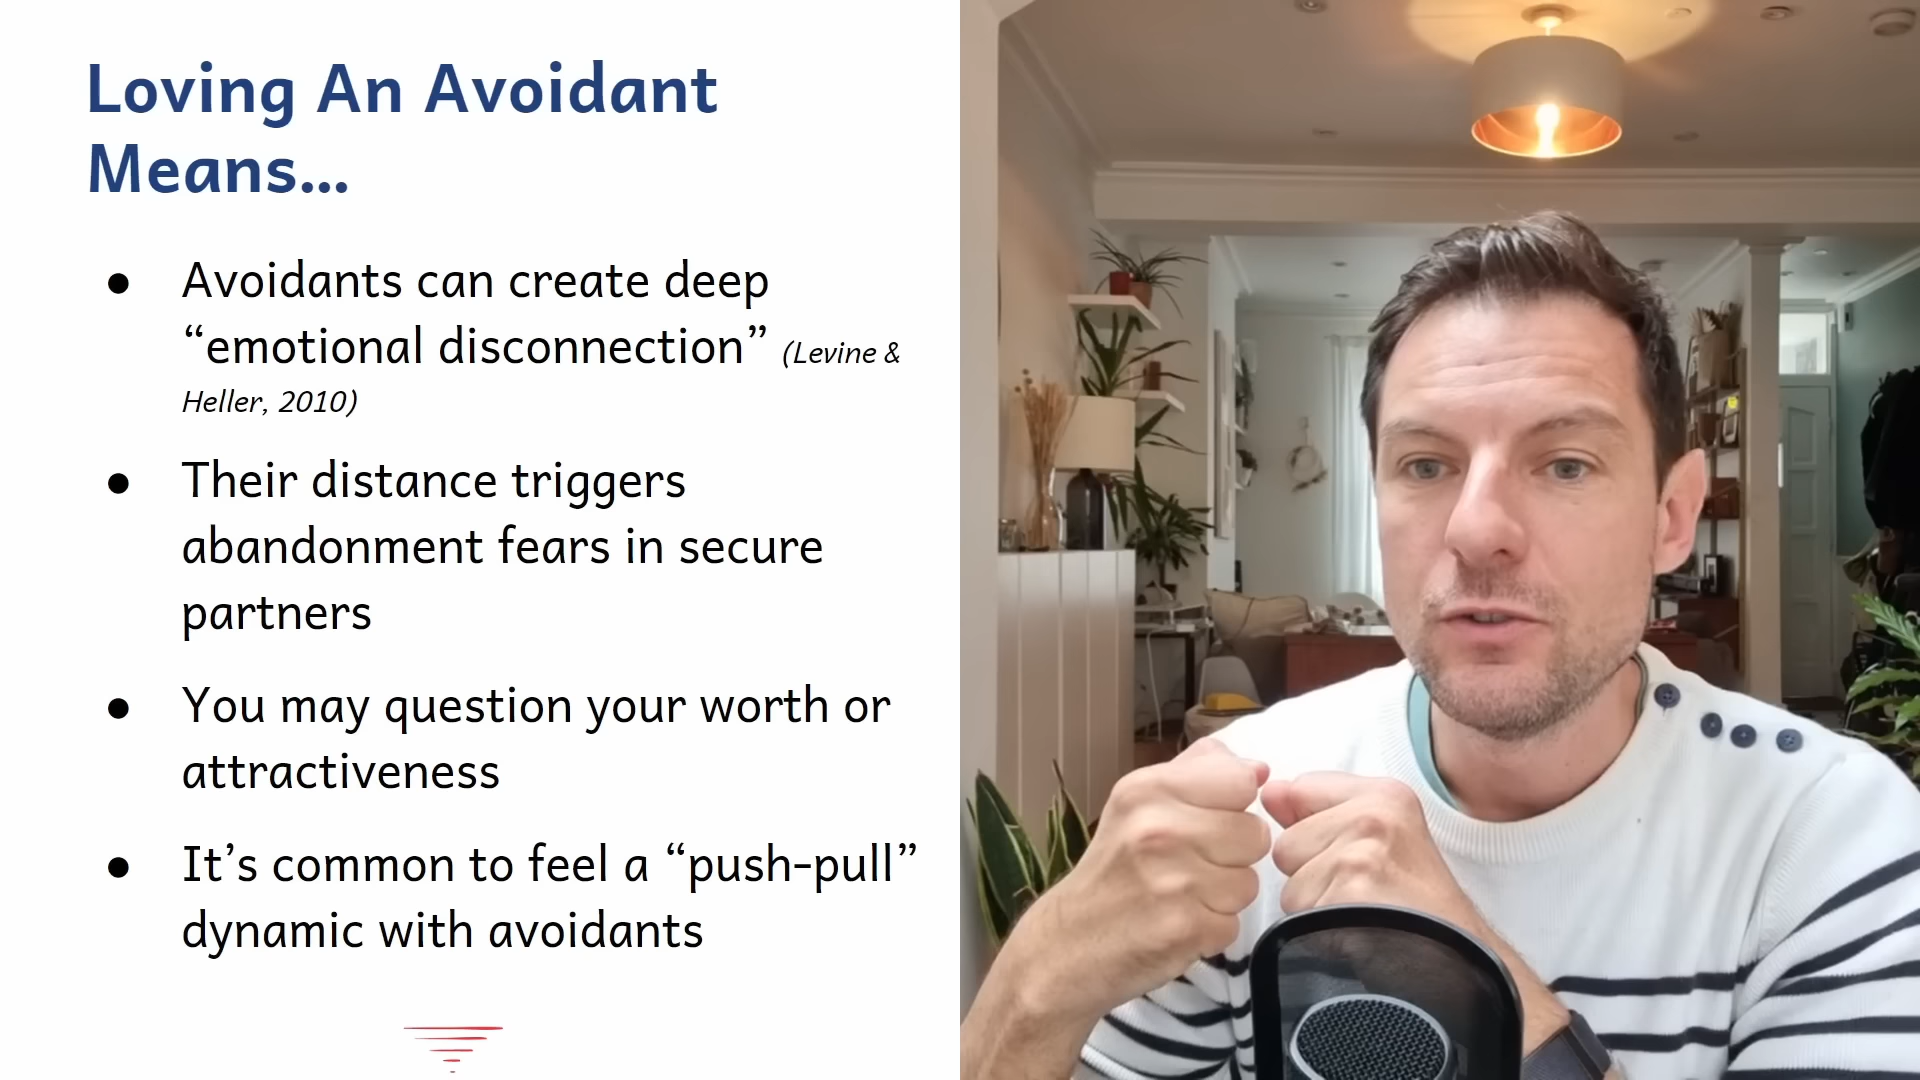 Loving An Avoidant
Means...
● Avoidants can create deep
“emotional disconnection” (Levine &
Heller, 2010)
● Their distance triggers
abandonment fears in secure
partners
● You may question your worth or
attractiveness
● It’s common to feel a “push-pull”
dynamic with avoidants